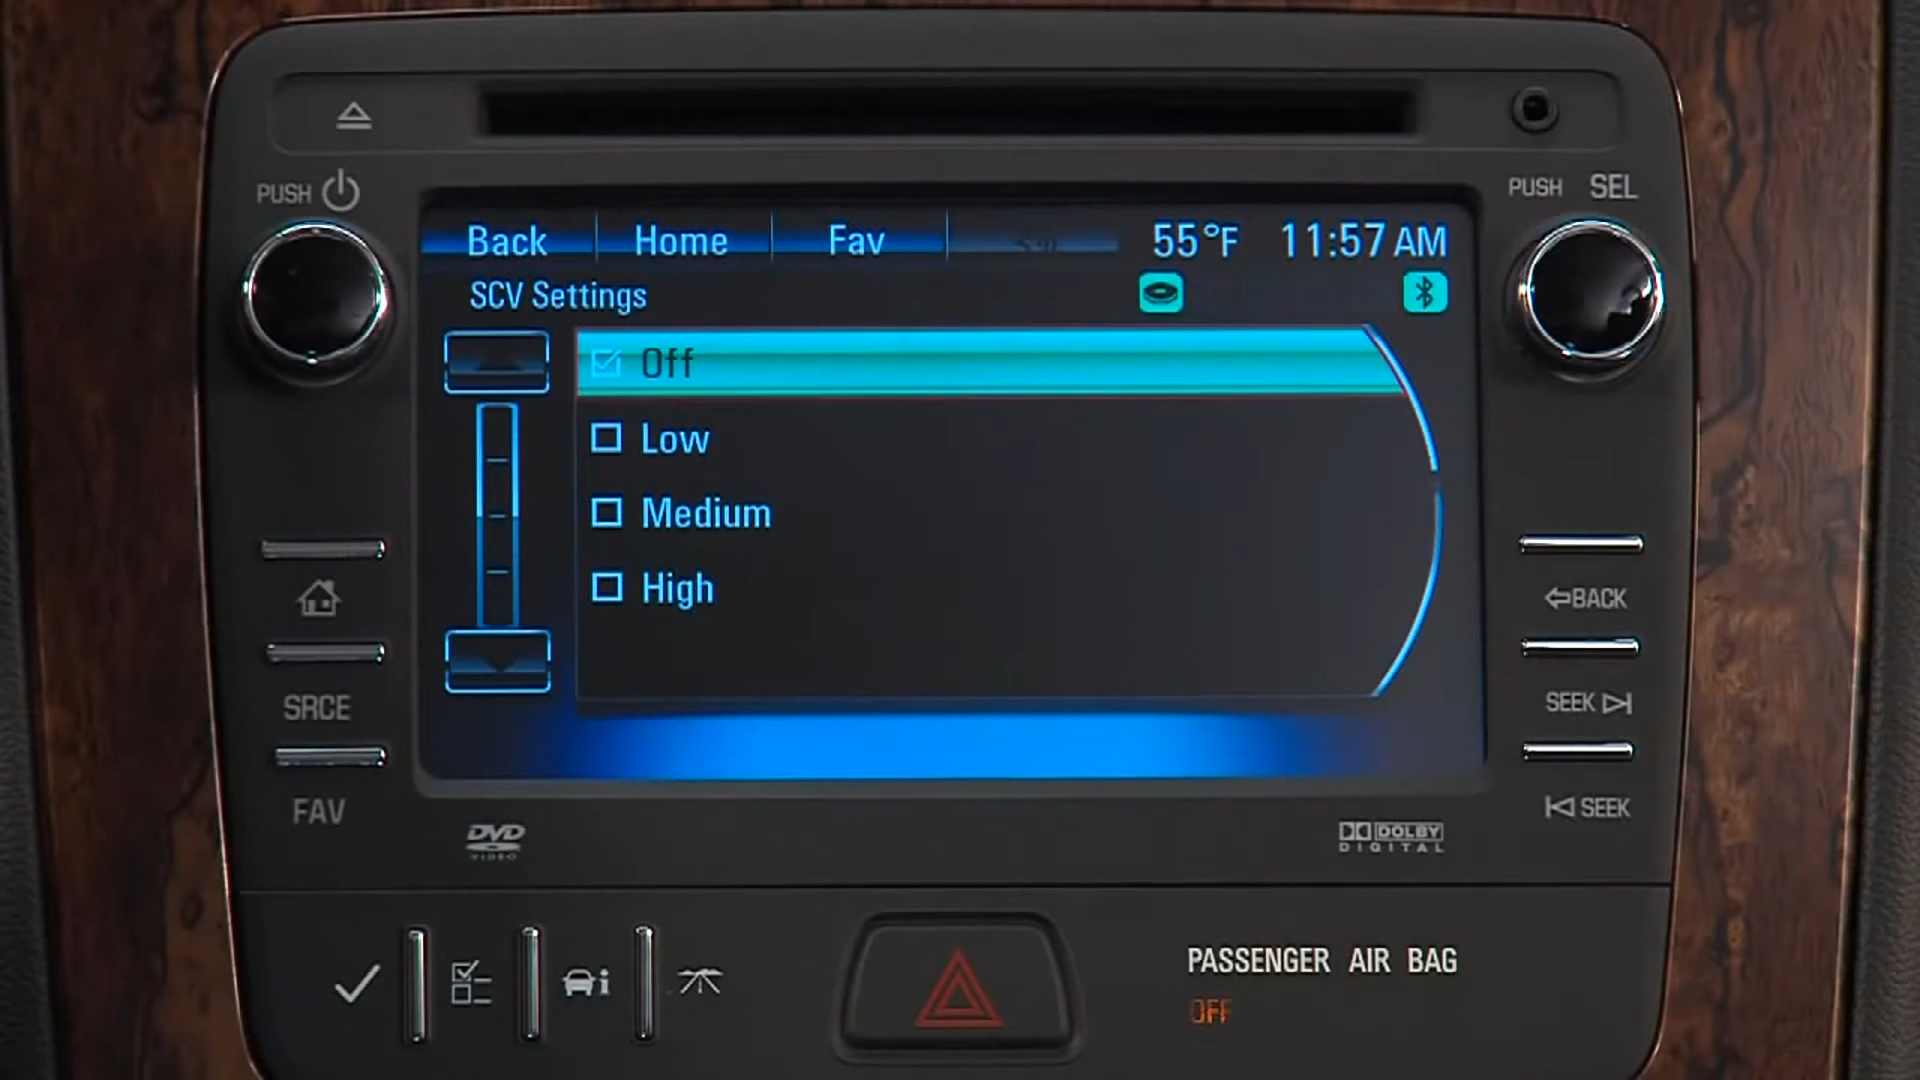 PUSH
PUSH SEL
Back Home Fav 55°F 11:57 AM
SCV Settings
Off
Low
Medium
High
BACK
SRCE
SEEK
FAV
SEEK
DVD
VIDEO
DOLBY
DIGITAL
PASSENGER AIR BAG
OFF